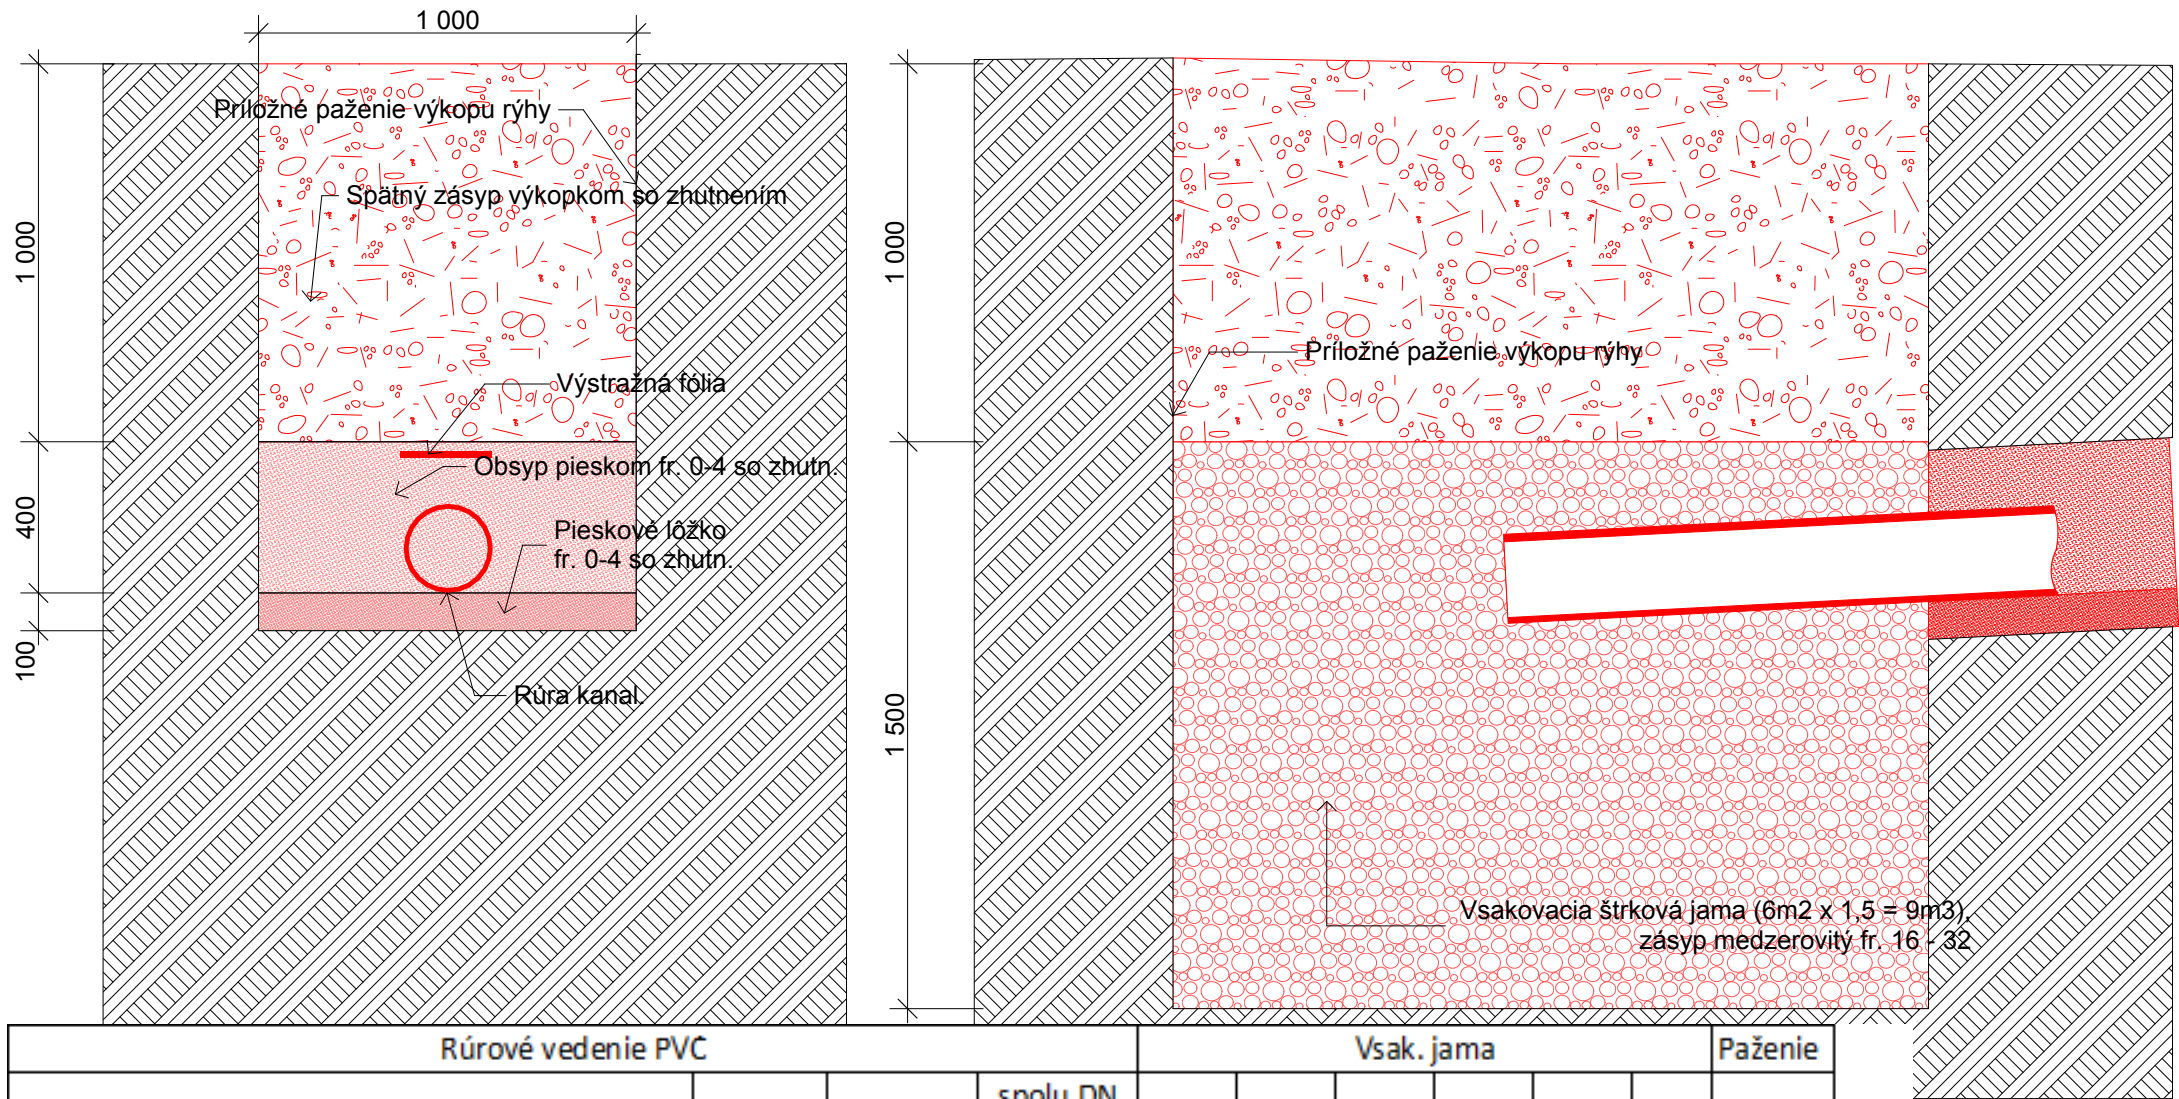 1 000
Príložné paženie výkopu rýhy
Spätný zásyp výkopkom so zhutnením
1 000
Výstražná fólia
Obsyp pieskom fr. 0-4 so zhutn.
400
Pieskové lôžko
fr. 0-4 so zhutn.
100
Rúra kanal.
1 000
Príložné paženie výkopu rýhy
1 500
Vsakovacia štrková jama (6m2 x 1,5 = 9m3),
zásyp medzerovitý fr. 16 - 32
Rúrové vedenie PVC Vsak. jama Paženie
spolu DN